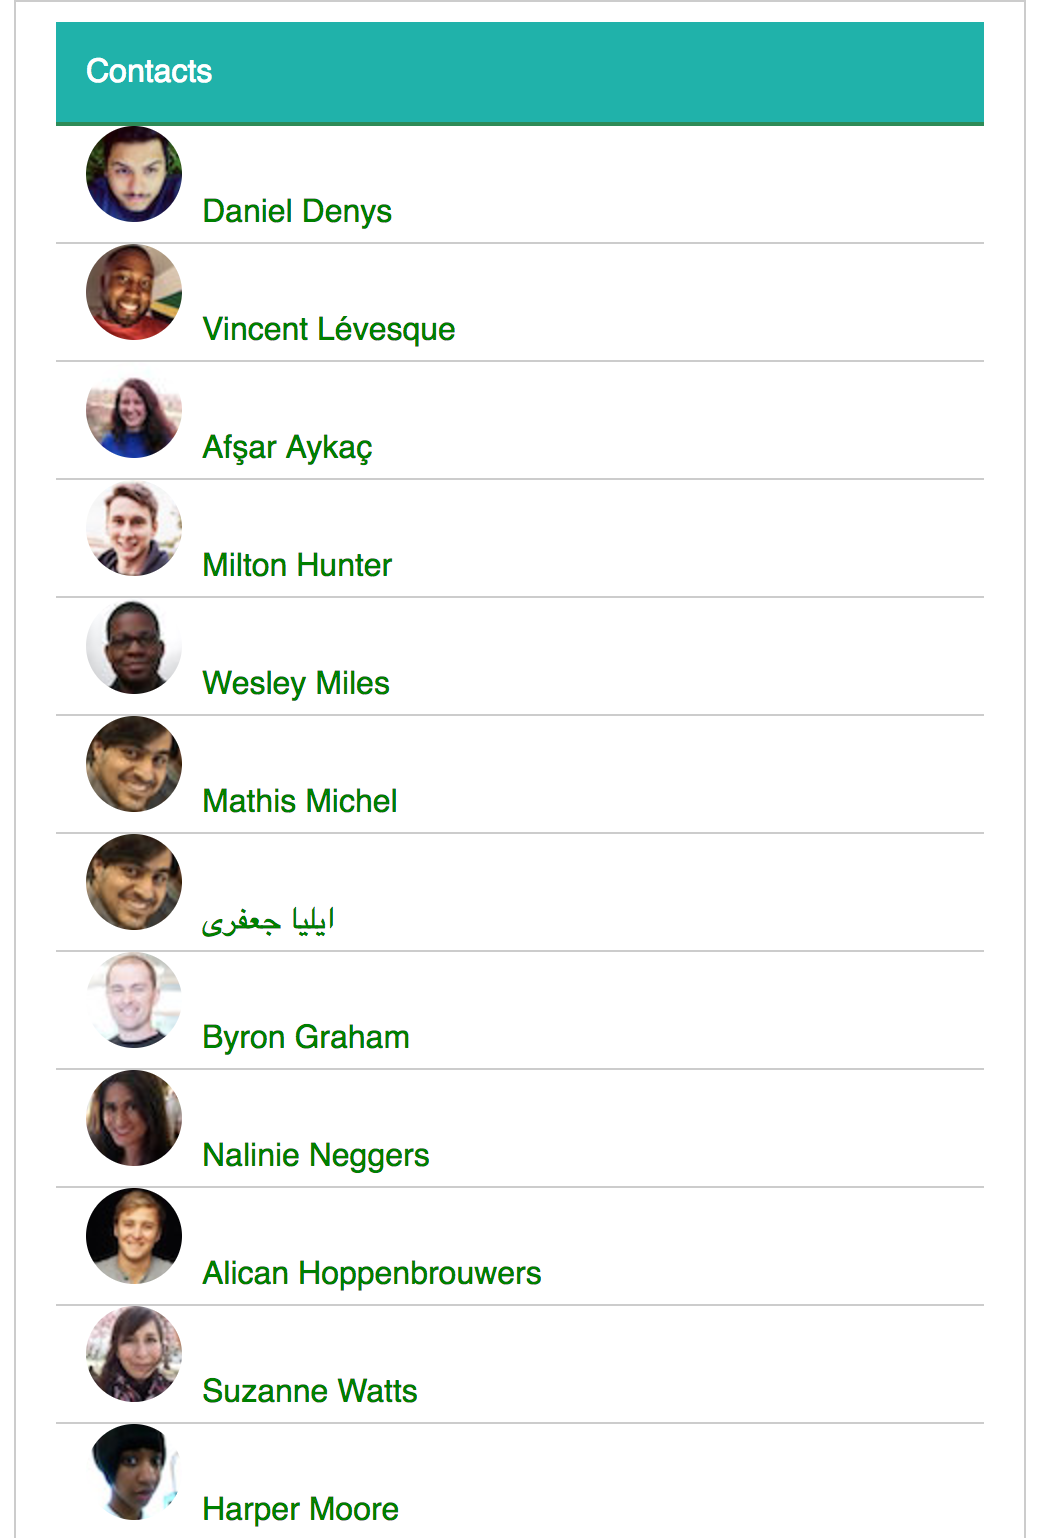 Contacts
Daniel Denys
Vincent Lévesque
Afşar Aykaç
Milton Hunter
Wesley Miles
Mathis Michel
ایلیا جعفری
Byron Graham
Nalinie Neggers
Alican Hoppenbrouwers
Suzanne Watts
Harper Moore